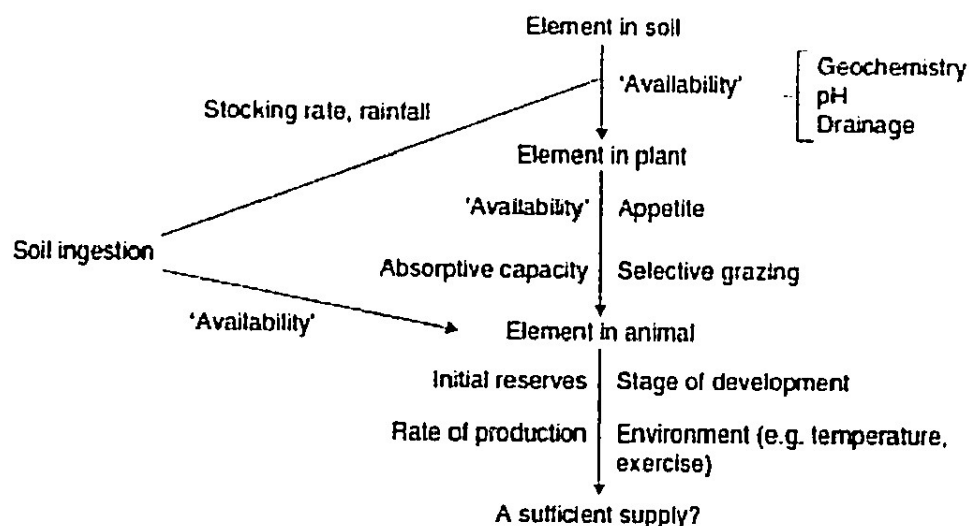 Element in soil
'Availability'
Geochemistry
pH
Drainage
Stocking rate, rainfall
Element in plant
'Availability'
Appetite
Soil ingestion
Absorptive capacity
Selective grazing
'Availability'
Element in animal
Initial reserves
Stage of development
Rate of production
Environment (e.g. temperature,
exercise)
A sufficient supply?